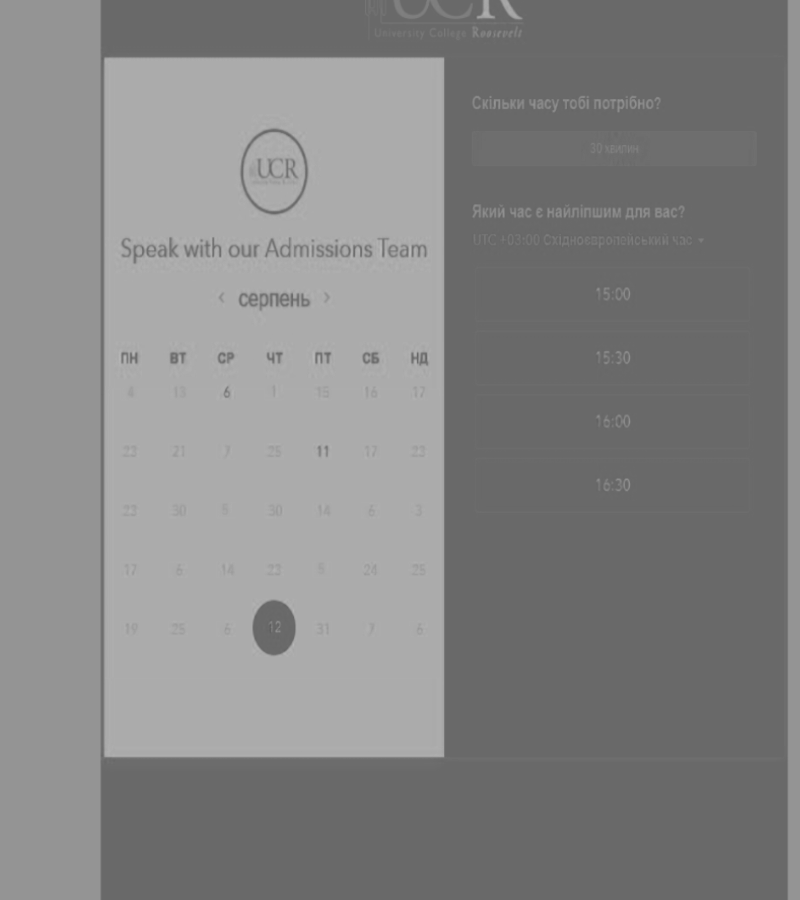 UCR
University College Roosevelt
UCR
Speak with our Admissions Team
< серпень >
ПН ВТ СР ЧТ ПТ СБ НД
4 13 6 1 15 16 17
22 21 7 25 11 17 22
22 30 30 14 6 3
17 6 14 23 24 25
19 25 6 12 31 7 6
Скільки часу тобі потрібно?
30 хвилин
Який час є найліпшим для вас?
UTC +03:00 Східноєвропейський час
15:00
15:30
16:00
16:30